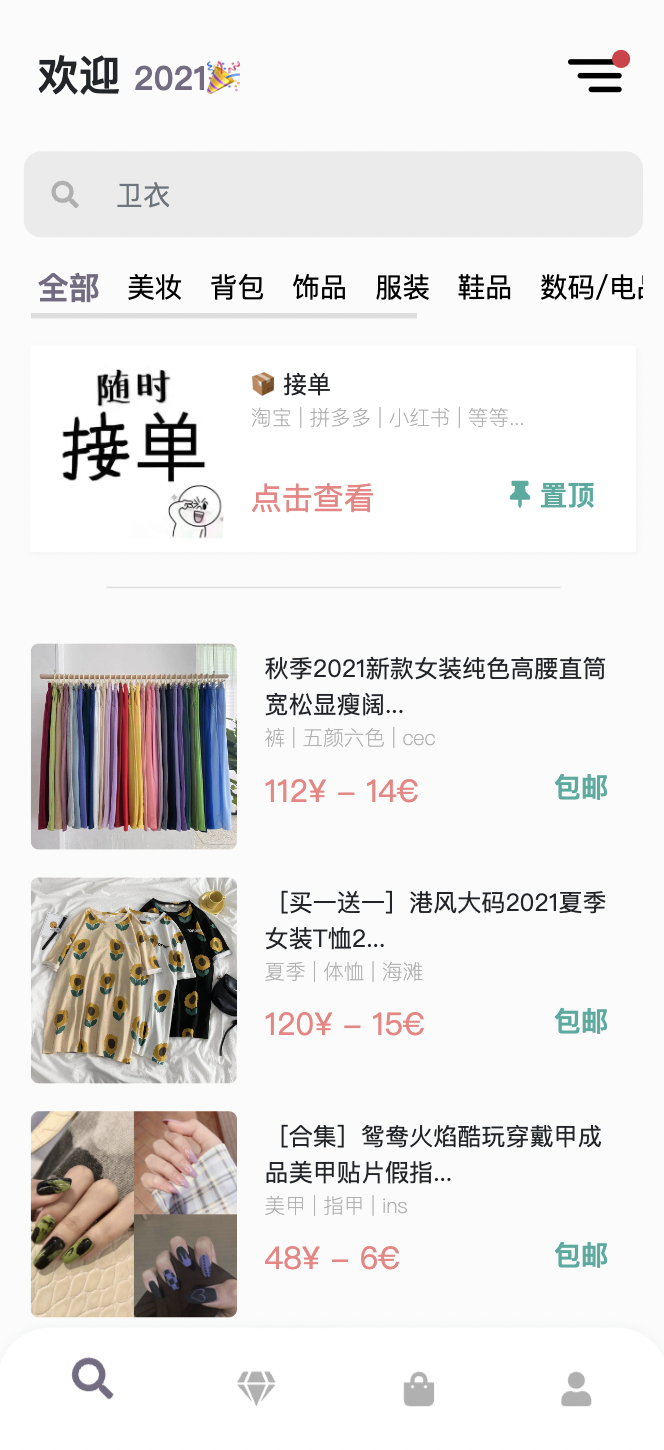 欢迎 2021🎉
卫衣
全部 美妆 背包 饰品 服装 鞋品 数码/电品
随时
接单
📦 接单
淘宝 | 拼多多 | 小红书 | 等等...
点击查看 置顶
秋季2021新款女装纯色高腰直筒
宽松显瘦阔...
裤 | 五颜六色 | cec
112¥ – 14€ 包邮
［买一送一］港风大码2021夏季
女装T恤2...
夏季 | 体恤 | 海滩
120¥ – 15€ 包邮
［合集］鸳鸯火焰酷玩穿戴甲成
品美甲贴片假指...
美甲 | 指甲 | ins
48¥ – 6€ 包邮